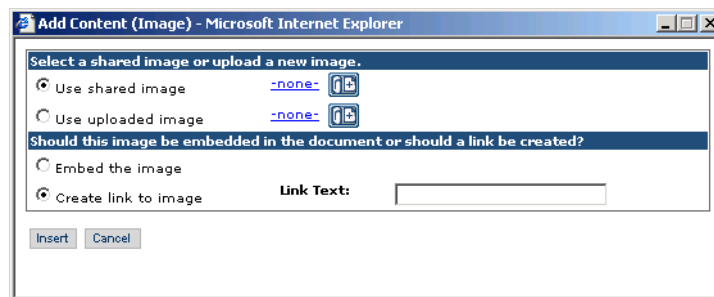 Add Content (Image) - Microsoft Internet Explorer
Select a shared image or upload a new image.
Use shared image -none-
Use uploaded image -none-
Should this image be embedded in the document or should a link be created?
Embed the image
Create link to image Link Text:
Insert Cancel